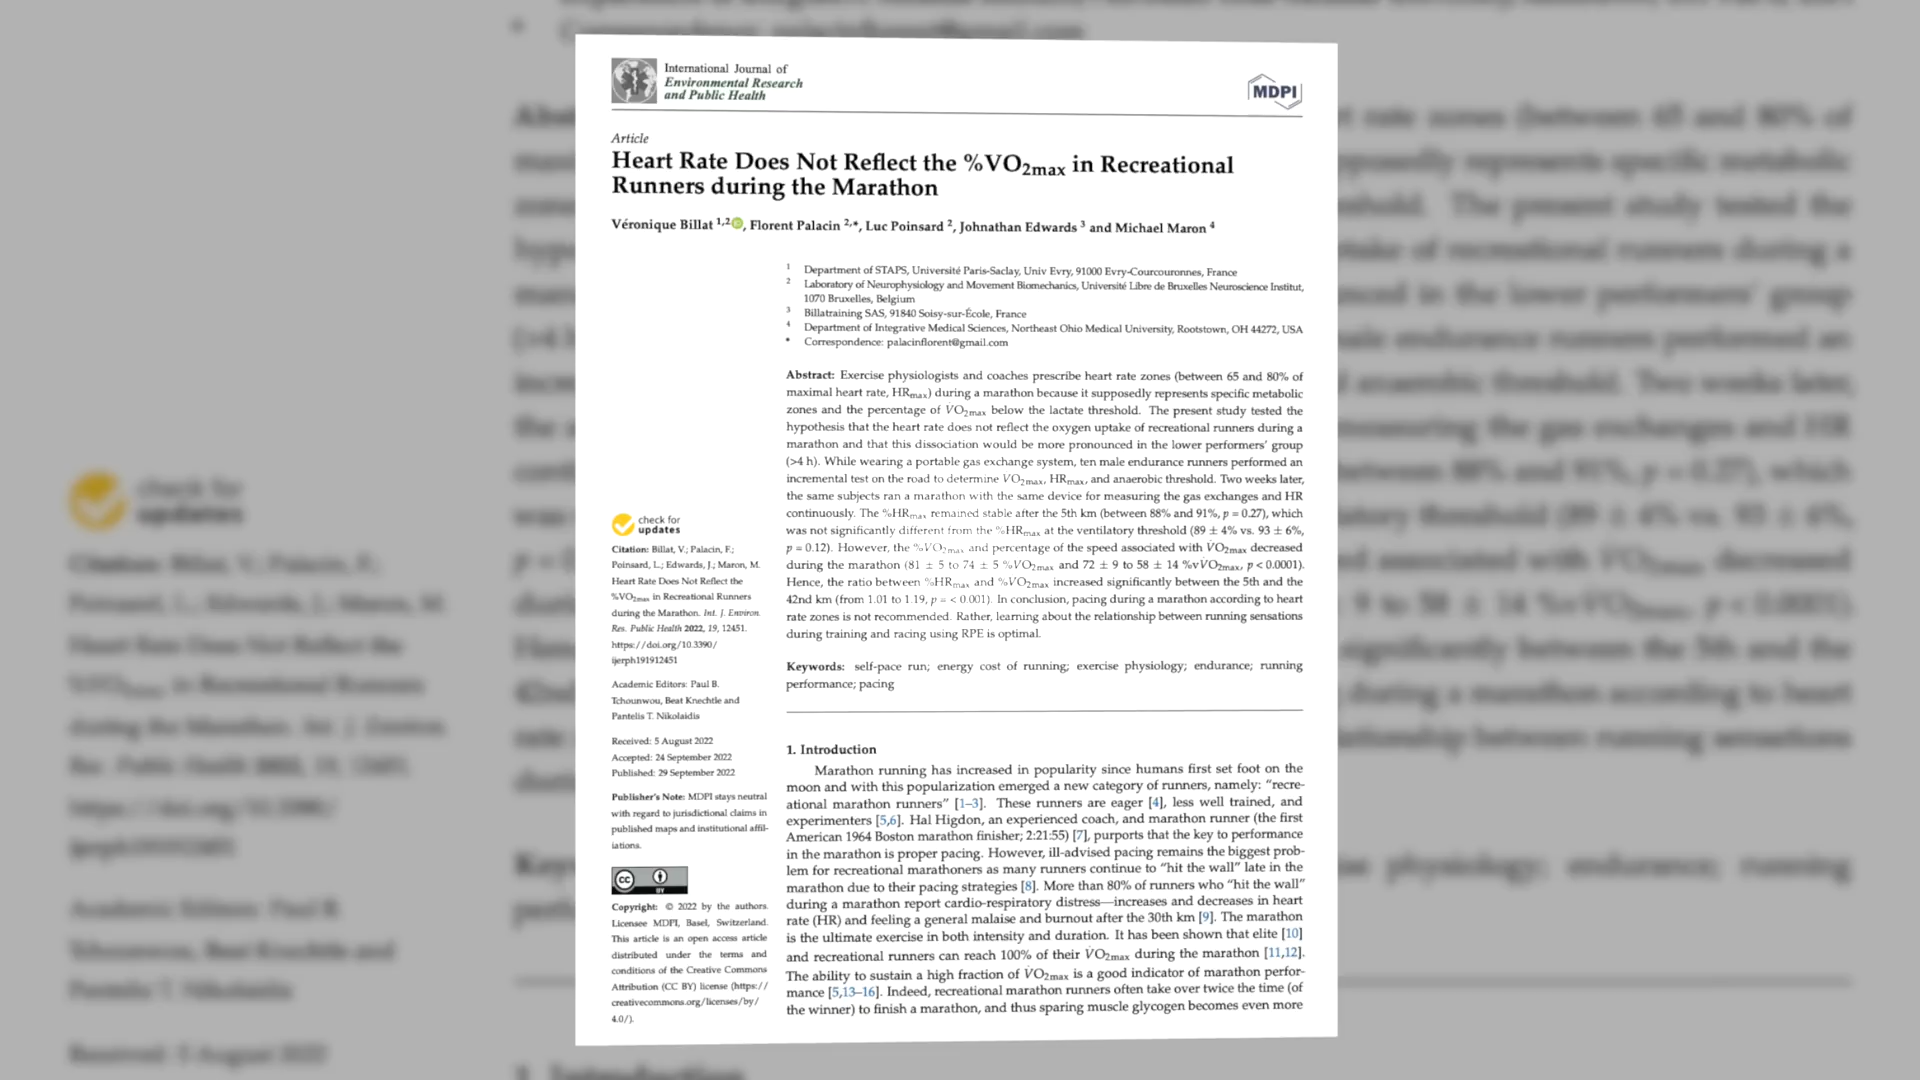 International Journal of
Environmental Research
and Public Health
MDPI
Article
Heart Rate Does Not Reflect the %VO2max in Recreational
Runners during the Marathon
Véronique Billat 1,2, Florent Palacin 2,*, Luc Poinsard 2, Johnathan Edwards 3 and Michael Maron 4
1 Department of STAPS, Université Paris-Saclay, Univ Evry, 91000 Evry-Courcouronnes, France
2 Laboratory of Neurophysiology and Movement Biomechanics, Université Libre de Bruxelles Neuroscience Institut,
1070 Bruxelles, Belgium
3 Billatraining SAS, 91840 Soisy-sur-École, France
4 Department of Integrative Medical Sciences, Northeast Ohio Medical University, Rootstown, OH 44272, USA
* Correspondence: palacinflorent@gmail.com
Abstract: Exercise physiologists and coaches prescribe heart rate zones (between 65 and 80% of
maximal heart rate, HRmax) during a marathon because it supposedly represents specific metabolic
zones and the percentage of V̇O2max below the lactate threshold. The present study tested the
hypothesis that the heart rate does not reflect the oxygen uptake of recreational runners during a
marathon and that this dissociation would be more pronounced in the lower performers' group
(>4 h). While wearing a portable gas exchange system, ten male endurance runners performed an
incremental test on the road to determine V̇O2max, HRmax, and anaerobic threshold. Two weeks later,
the same subjects ran a marathon with the same device for measuring the gas exchanges and HR
continuously. The %HRmax remained stable after the 5th km (between 88% and 91%, p = 0.27), which
was not significantly different from the %HRmax at the ventilatory threshold (89 ± 4% vs. 93 ± 6%,
p = 0.12). However, the %V̇O2max and percentage of the speed associated with V̇O2max decreased
during the marathon (81 ± 5 to 74 ± 5 %V̇O2max and 72 ± 9 to 58 ± 14 %vV̇O2max, p < 0.0001).
Hence, the ratio between %HRmax and %V̇O2max increased significantly between the 5th and the
42nd km (from 1.01 to 1.19, p = < 0.001). In conclusion, pacing during a marathon according to heart
rate zones is not recommended. Rather, learning about the relationship between running sensations
during training and racing using RPE is optimal.
Keywords: self-pace run; energy cost of running; exercise physiology; endurance; running
performance; pacing
check for
updates
Citation: Billat, V.; Palacin, F.;
Poinsard, L.; Edwards, J.; Maron, M.
Heart Rate Does Not Reflect the
%VO2max in Recreational Runners
during the Marathon. Int. J. Environ.
Res. Public Health 2022, 19, 12451.
https://doi.org/10.3390/
ijerph191912451
Academic Editors: Paul B.
Tchounwou, Beat Knechtle and
Pantelis T. Nikolaidis
Received: 5 August 2022
Accepted: 24 September 2022
Published: 29 September 2022
Publisher's Note: MDPI stays neutral
with regard to jurisdictional claims in
published maps and institutional affil-
iations.
cc BY
Copyright: © 2022 by the authors.
Licensee MDPI, Basel, Switzerland.
This article is an open access article
distributed under the terms and
conditions of the Creative Commons
Attribution (CC BY) license (https://
creativecommons.org/licenses/by/
4.0/).
1. Introduction
Marathon running has increased in popularity since humans first set foot on the
moon and with this popularization emerged a new category of runners, namely: "recre-
ational marathon runners" [1–3]. These runners are eager [4], less well trained, and
experimenters [5,6]. Hal Higdon, an experienced coach, and marathon runner (the first
American 1964 Boston marathon finisher; 2:21:55) [7], purports that the key to performance
in the marathon is proper pacing. However, ill-advised pacing remains the biggest prob-
lem for recreational marathoners as many runners continue to "hit the wall" late in the
marathon due to their pacing strategies [8]. More than 80% of runners who "hit the wall"
during a marathon report cardio-respiratory distress—increases and decreases in heart
rate (HR) and feeling a general malaise and burnout after the 30th km [9]. The marathon
is the ultimate exercise in both intensity and duration. It has been shown that elite [10]
and recreational runners can reach 100% of their V̇O2max during the marathon [11,12].
The ability to sustain a high fraction of V̇O2max is a good indicator of marathon perfor-
mance [5,13–16]. Indeed, recreational marathon runners often take over twice the time (of
the winner) to finish a marathon, and thus sparing muscle glycogen becomes even more